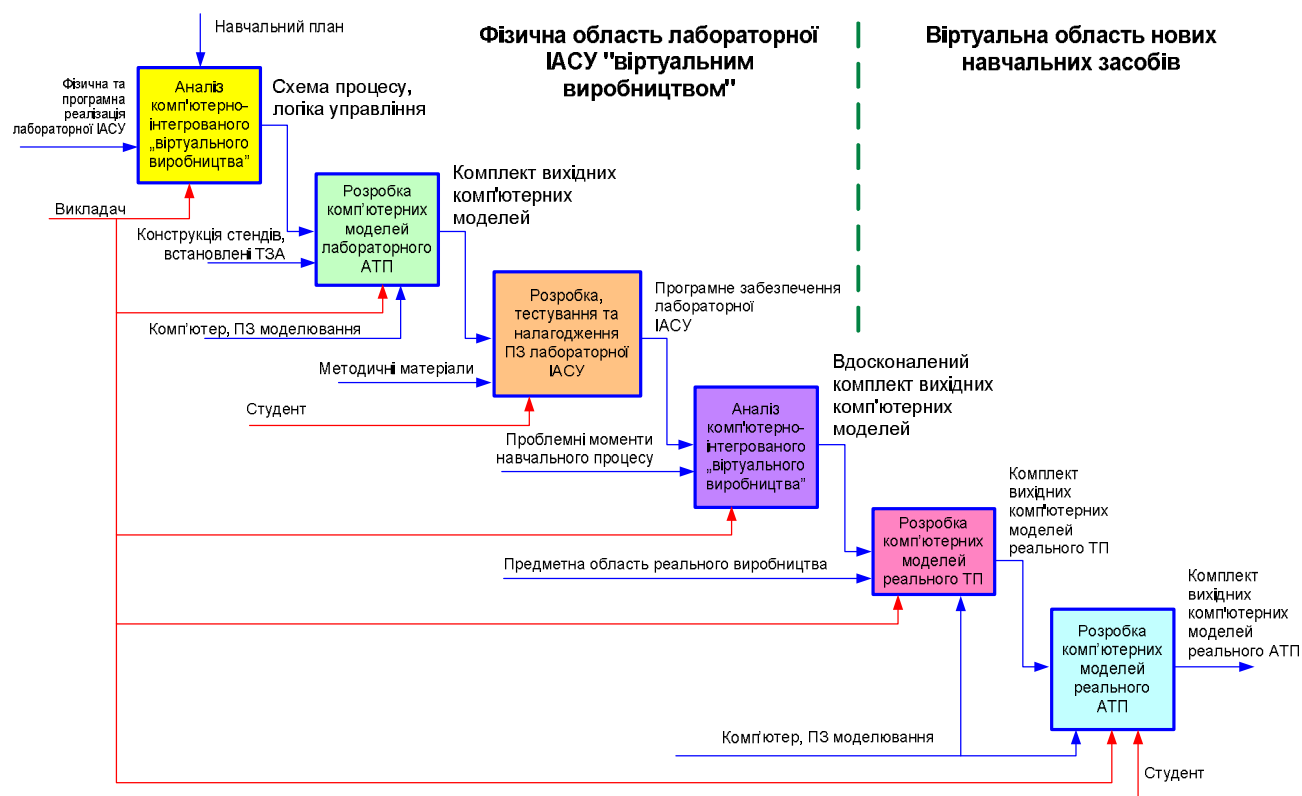 Навчальний план
Фізична область лабораторної
ІАСУ "віртуальним
виробництвом"
Віртуальна область нових
навчальних засобів
Фізична та
програмна
реалізація
лабораторної ІАСУ
Аналіз
комп'ютерно-
інтегрованого
„віртуального
виробництва”
Схема процесу,
логіка управління
Викладач
Конструкція стендів,
встановлені ТЗА
Розробка
комп’ютерних
моделей
лабораторного
АТП
Комплект вихідних
комп'ютерних
моделей
Комп’ютер, ПЗ моделювання
Розробка,
тестування та
налагодження
ПЗ лабораторної
ІАСУ
Програмне забезпечення
лабораторної
ІАСУ
Методичні матеріали
Студент
Проблемні моменти
навчального процесу
Аналіз
комп'ютерно-
інтегрованого
„віртуального
виробництва”
Вдосконалений
комплект вихідних
комп'ютерних
моделей
Предметна область реального виробництва
Розробка
комп’ютерних
моделей
реального ТП
Комплект
вихідних
комп'ютерних
моделей
реального ТП
Розробка
комп’ютерних
моделей
реального
АТП
Комплект
вихідних
комп'ютерних
моделей
реального АТП
Комп’ютер, ПЗ моделювання
Студент